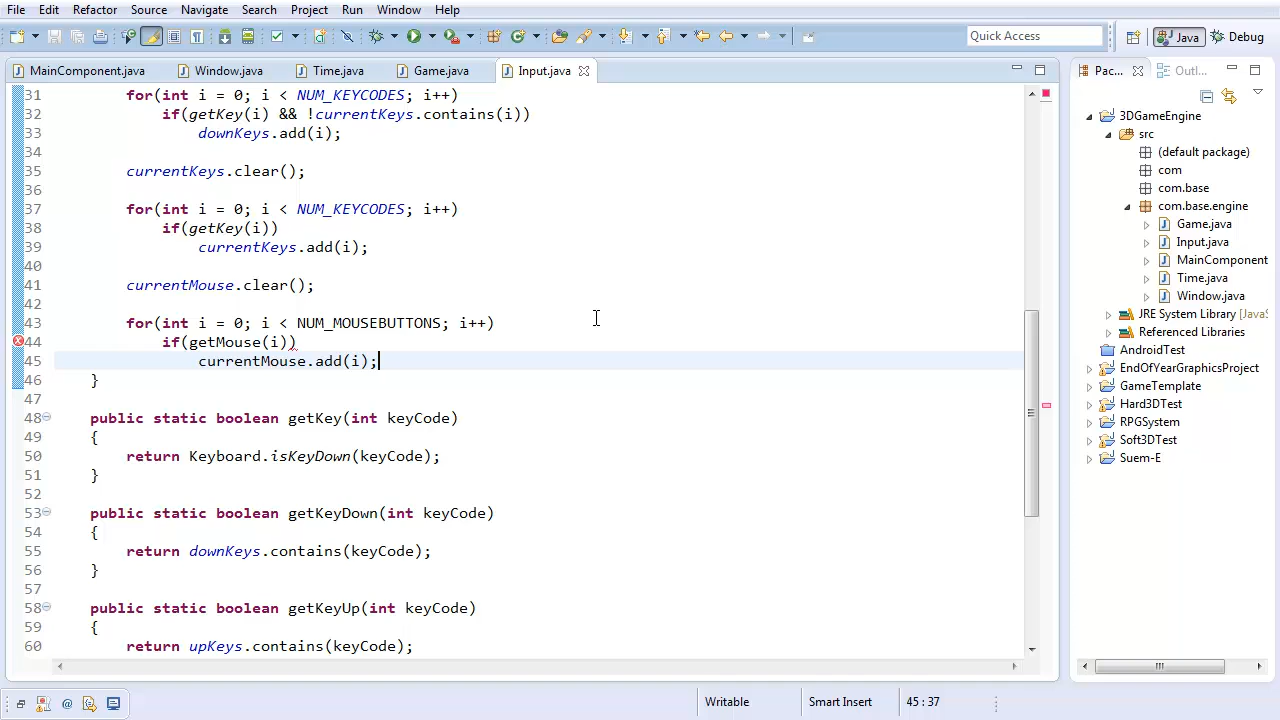 File Edit Refactor Source Navigate Search Project Run Window Help
Quick Access
Java
Debug
MainComponent.java
Window.java
Time.java
Game.java
Input.java
31 for(int i = 0; i < NUM_KEYCODES; i++)
32 if(getKey(i) && !currentKeys.contains(i))
33 downKeys.add(i);
34
35 currentKeys.clear();
36
37 for(int i = 0; i < NUM_KEYCODES; i++)
38 if(getKey(i))
39 currentKeys.add(i);
40
41 currentMouse.clear();
42
43 for(int i = 0; i < NUM_MOUSEBUTTONS; i++)
44 if(getMouse(i))
45 currentMouse.add(i);
46 }
47
48 public static boolean getKey(int keyCode)
49 {
50 return Keyboard.isKeyDown(keyCode);
51 }
52
53 public static boolean getKeyDown(int keyCode)
54 {
55 return downKeys.contains(keyCode);
56 }
57
58 public static boolean getKeyUp(int keyCode)
59 {
60 return upKeys.contains(keyCode);
Pac...
Outl...
3DGameEngine
src
(default package)
com
com.base
com.base.engine
Game.java
Input.java
MainComponent
Time.java
Window.java
JRE System Library [Java
Referenced Libraries
AndroidTest
EndOfYearGraphicsProject
GameTemplate
Hard3DTest
RPGSystem
Soft3DTest
Suem-E
Writable
Smart Insert
45 : 37